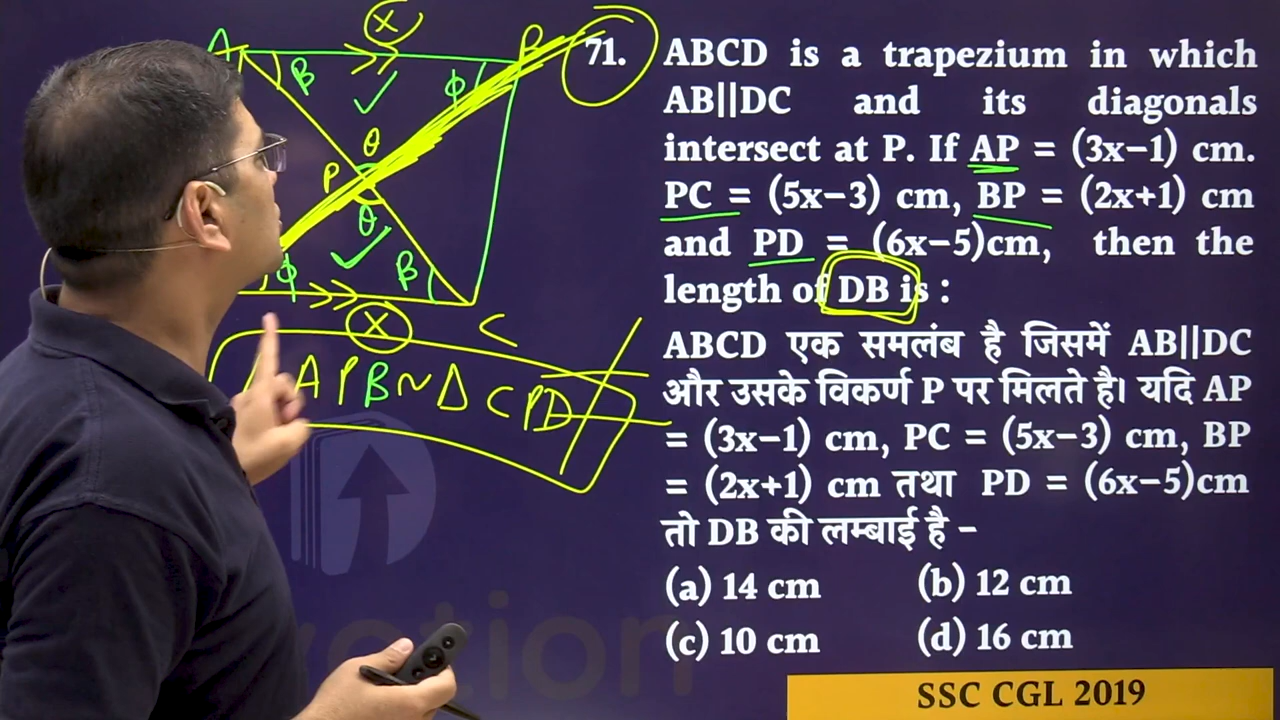 A
X
B
β
φ
θ
P
θ
φ
β
X
C
A P B ~ Δ C P D
71. ABCD is a trapezium in which
AB||DC and its diagonals
intersect at P. If AP = (3x−1) cm.
PC = (5x−3) cm, BP = (2x+1) cm
and PD = (6x−5)cm, then the
length of DB is :
ABCD एक समलंब है जिसमें AB||DC
और उसके विकर्ण P पर मिलते है। यदि AP
= (3x−1) cm, PC = (5x−3) cm, BP
= (2x+1) cm तथा PD = (6x−5)cm
तो DB की लम्बाई है −
(a) 14 cm (b) 12 cm
(c) 10 cm (d) 16 cm
SSC CGL 2019